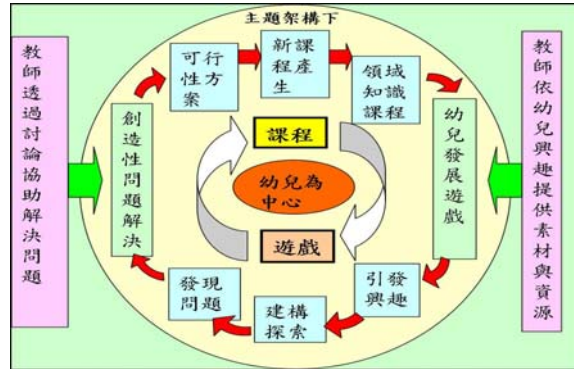 主題架構下
教師透過討論協助解決問題
可行
性方
案
新課
程產
生
領域
知識
課程
幼兒發展遊戲
引發
興趣
建構
探索
發現
問題
創造性問題解決
課程
幼兒為
中心
遊戲
教師依幼兒興趣提供素材與資源